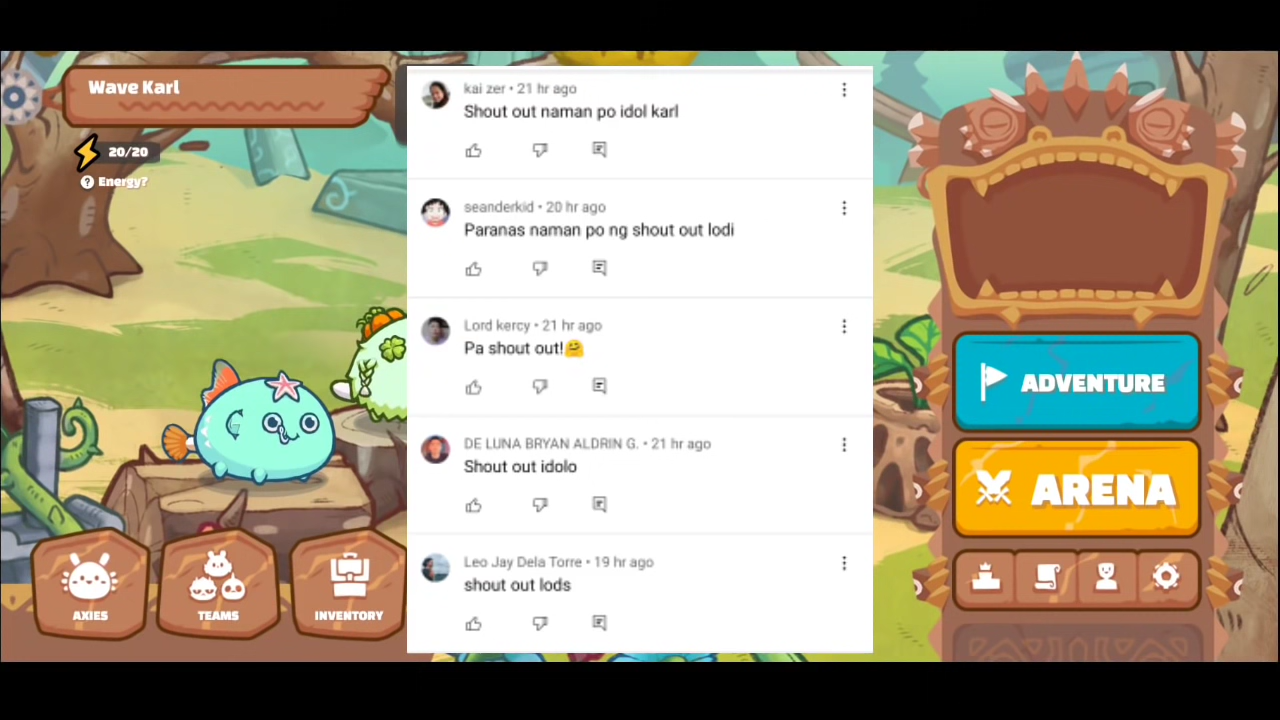 Wave Karl
20/20
? Energy?
AXIES
TEAMS
INVENTORY
kai zer • 21 hr ago
Shout out naman po idol karl
seanderkid • 20 hr ago
Paranas naman po ng shout out lodi
Lord kercy • 21 hr ago
Pa shout out!🤗
DE LUNA BRYAN ALDRIN G. • 21 hr ago
Shout out idolo
Leo Jay Dela Torre • 19 hr ago
shout out lods
ADVENTURE
ARENA